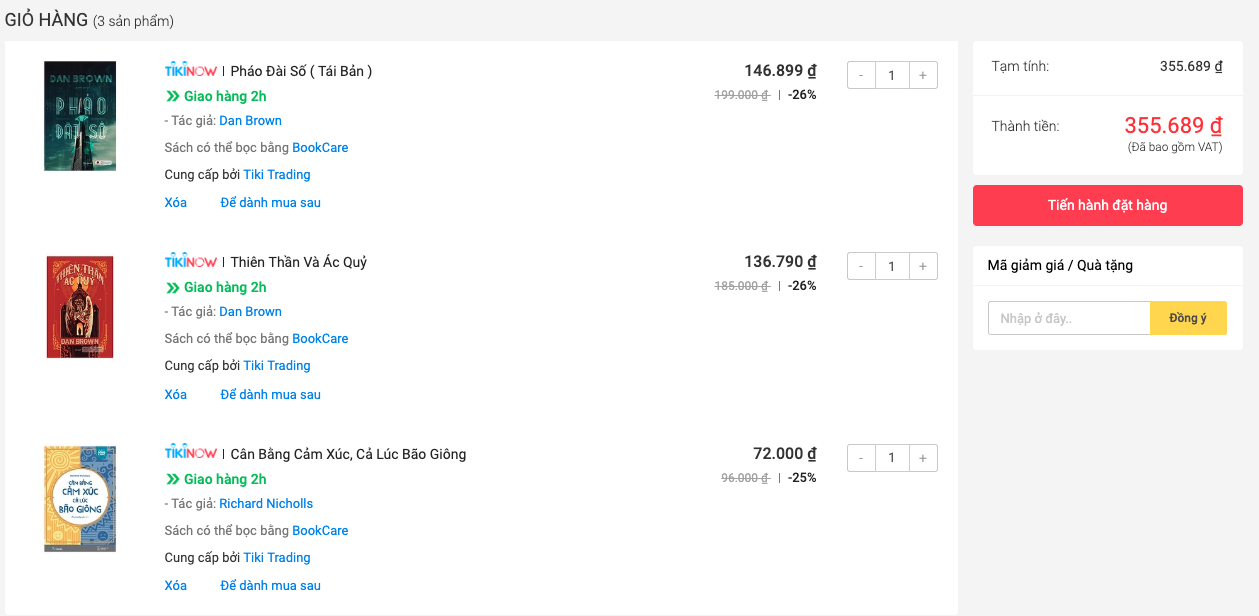 GIỎ HÀNG (3 sản phẩm)
DAN BROWN
PHÁO
ĐÀI SỐ
TIKINOW | Pháo Đài Số ( Tái Bản )
Giao hàng 2h
- Tác giả: Dan Brown
Sách có thể bọc bằng BookCare
Cung cấp bởi Tiki Trading
Xóa Để dành mua sau
146.899 ₫
199.000 ₫ | -26%
- 1 +
THIÊN THẦN
ÁC QUỶ
DAN BROWN
TIKINOW | Thiên Thần Và Ác Quỷ
Giao hàng 2h
- Tác giả: Dan Brown
Sách có thể bọc bằng BookCare
Cung cấp bởi Tiki Trading
Xóa Để dành mua sau
136.790 ₫
185.000 ₫ | -26%
- 1 +
CÂN BẰNG
CẢM XÚC
CẢ LÚC
BÃO GIÔNG
TIKINOW | Cân Bằng Cảm Xúc, Cả Lúc Bão Giông
Giao hàng 2h
- Tác giả: Richard Nicholls
Sách có thể bọc bằng BookCare
Cung cấp bởi Tiki Trading
Xóa Để dành mua sau
72.000 ₫
96.000 ₫ | -25%
- 1 +
Tạm tính: 355.689 ₫
Thành tiền: 355.689 ₫
(Đã bao gồm VAT)
Tiến hành đặt hàng
Mã giảm giá / Quà tặng
Nhập ở đây.. Đồng ý